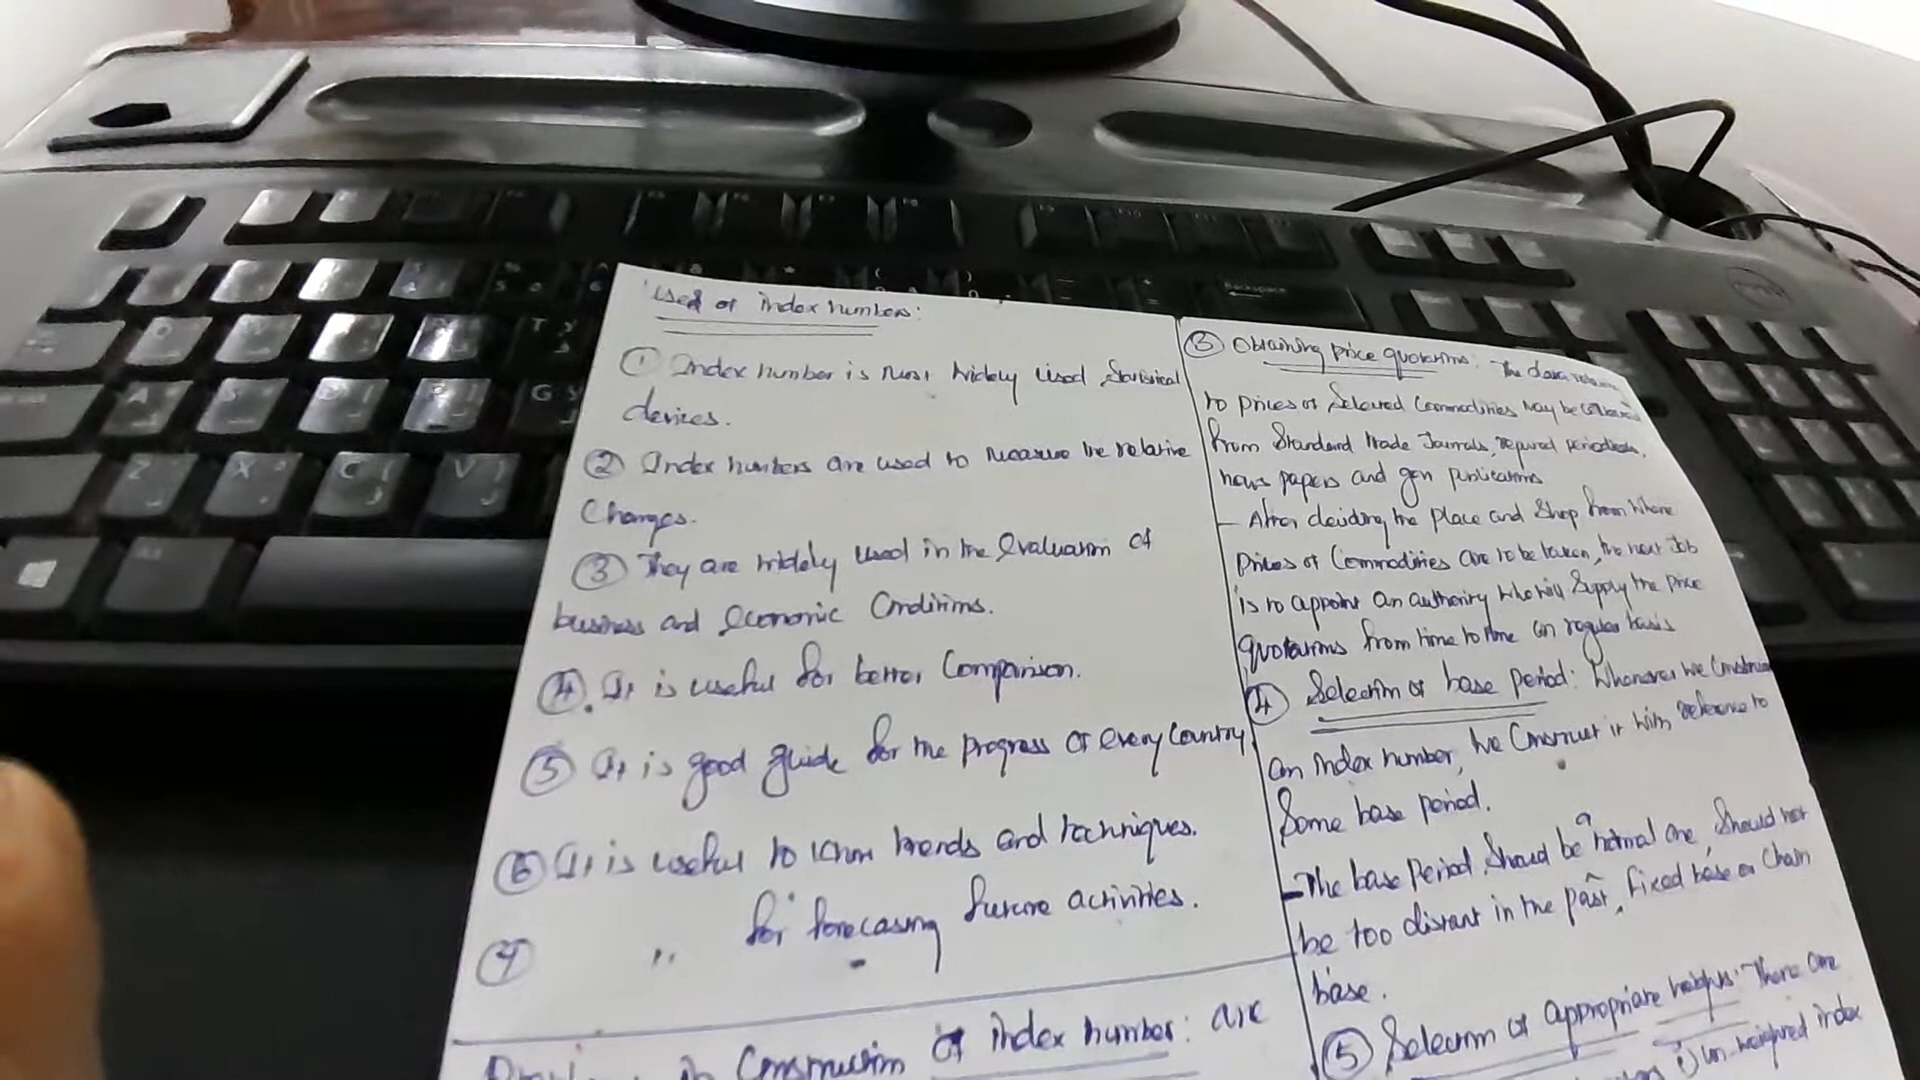 Uses of index numbers:
① Index number is most widely used Statistical
devices.
② Index numbers are used to measure the relative
Changes.
③ They are widely used in the evaluation of
business and Economic Conditions.
④. It is useful for better Comparison.
⑤ It is good guide for the progress of every Country
⑥ It is useful to know trends and techniques.
⑦ ,, for forecasing future activities.
in Construction of index number: are
③ Obtaining price quotations: The data
to prices of Selected Commodities may be
from Standard trade Journals, reputed periodicals,
news papers and gov publications
- After deciding the place and shop from where
prices of Commodities are to be taken, the next Job
is to appoint an authority who will Supply the price
quotations from time to time on regular basis
④ Selection of base period: Whenever we Construct
an index number, we Construct it with reference to
Some base period.
- The base period should be a normal one, should not
be too distant in the past, fixed base or chain
base.
⑤ Selection of appropriate weights: There are
i) un-weighted index
Backspace
A
S
D
G
Z
X
C
V
T